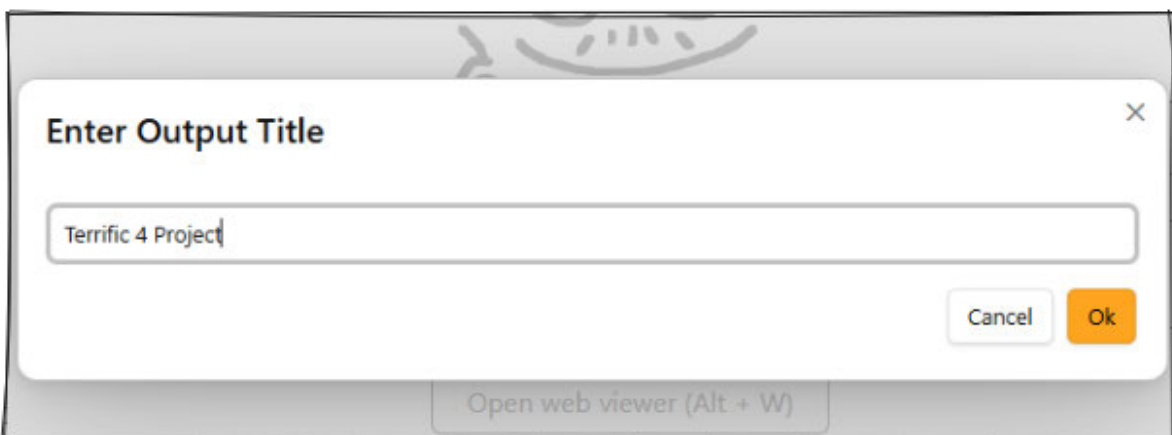 Enter Output Title
Terrific 4 Project
Cancel Ok
Open web viewer (Alt + W)